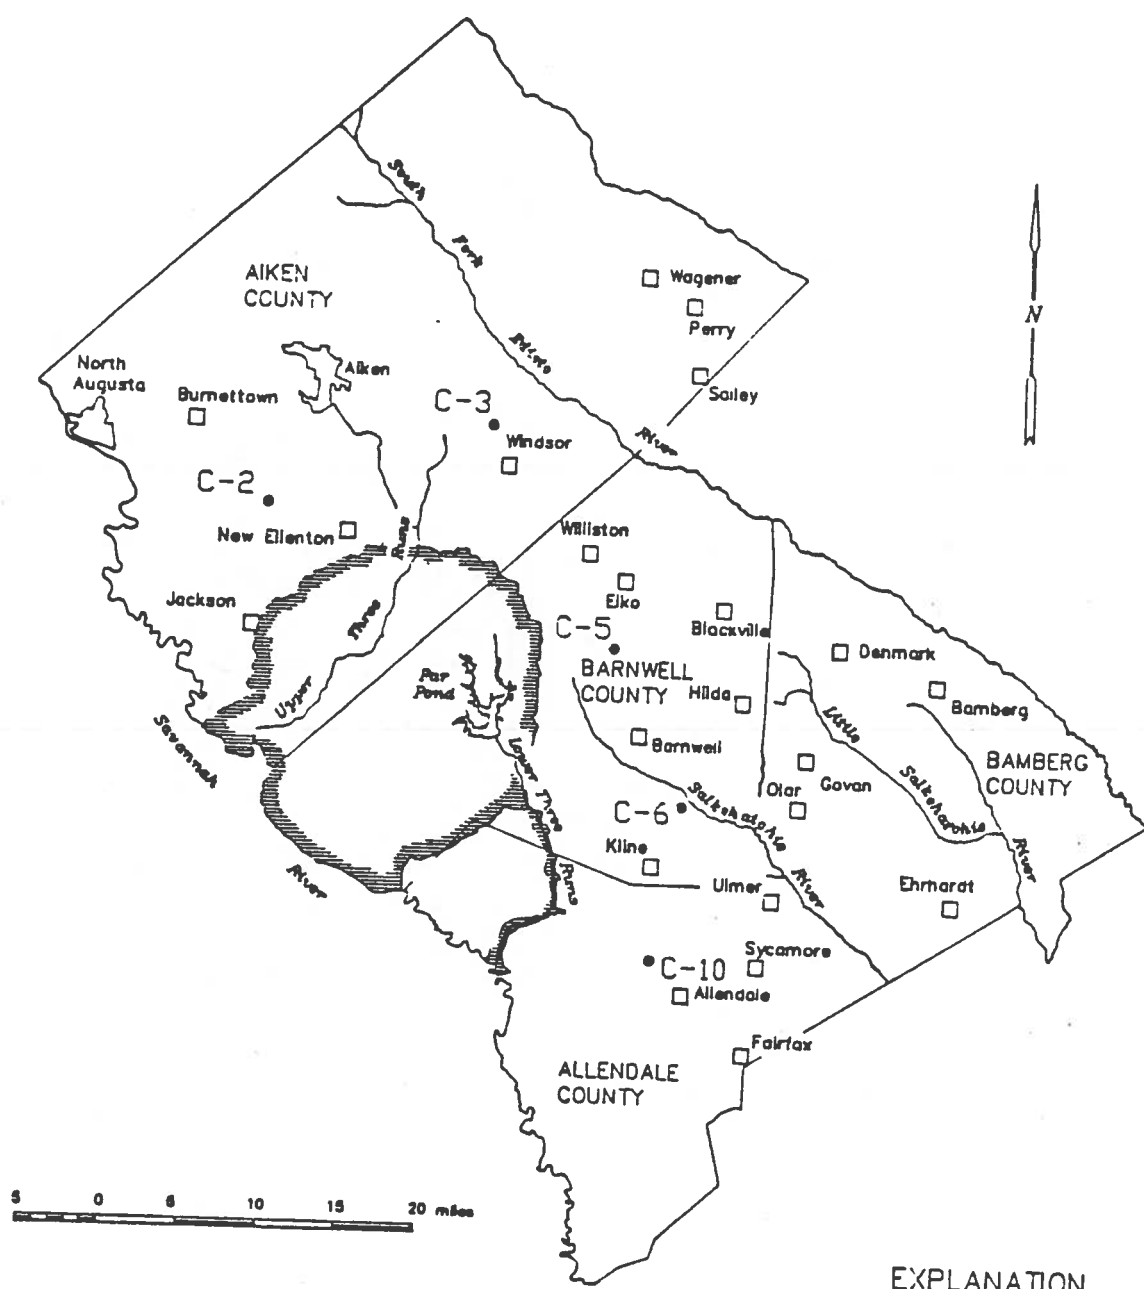 South
Fork
AIKEN
CCUNTY
Wagener
Perry
N
North
Augusta
Aiken
Burnettown
C-3
Salley
River
Windsor
C-2
New Ellenton
Williston
Runs
Elko
Jackson
Three
C-5
Blackville
Denmark
BARNWELL
COUNTY
Par
Pond
Upper
Hilda
Bamberg
Little
Savannah
Barnwell
Lower Three
BAMBERG
COUNTY
Govan
Olar
Salkehatchie
C-6
Salkehatchie
Kline
River
River
Runs
Ulmer
River
Ehrhardt
Sycamore
C-10
Allendale
Fairfax
ALLENDALE
COUNTY
5 0 5 10 15 20 miles
EXPLANATION